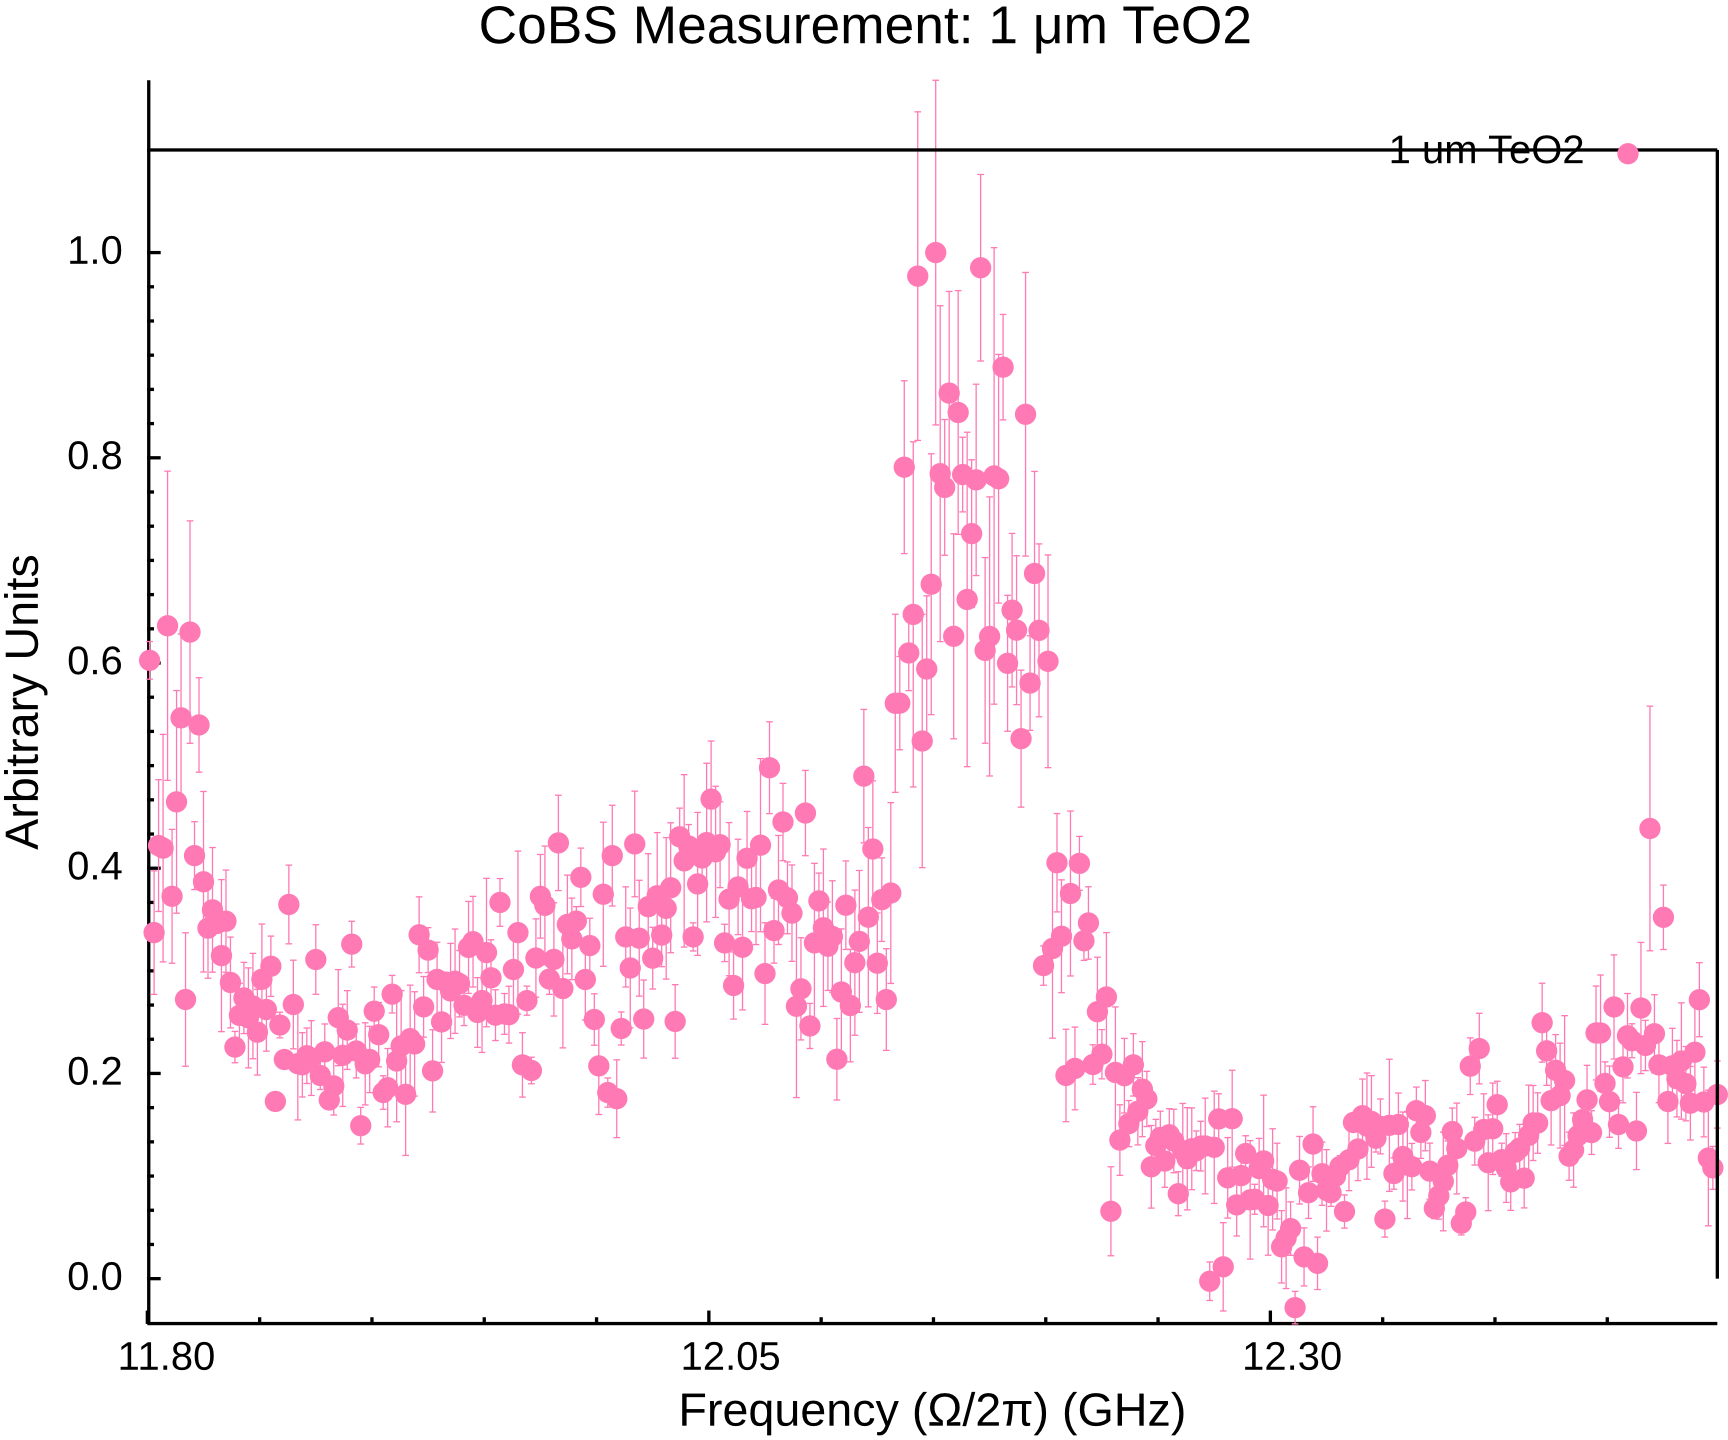 CoBS Measurement: 1 μm TeO2
1 um TeO2
1.0
0.8
0.6
0.4
0.2
0.0
Arbitrary Units
11.80 12.05 12.30
Frequency (Ω/2π) (GHz)